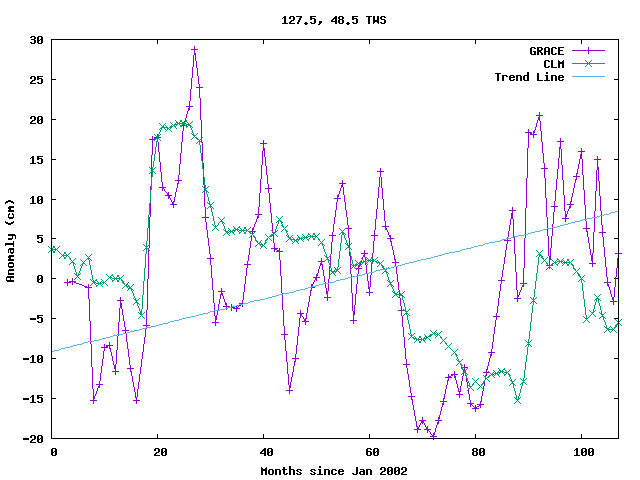 127.5, 48.5 TWS
GRACE
CLM
Trend Line
30
25
20
15
10
5
0
-5
-10
-15
-20
Anomaly (cm)
0 20 40 60 80 100
Months since Jan 2002